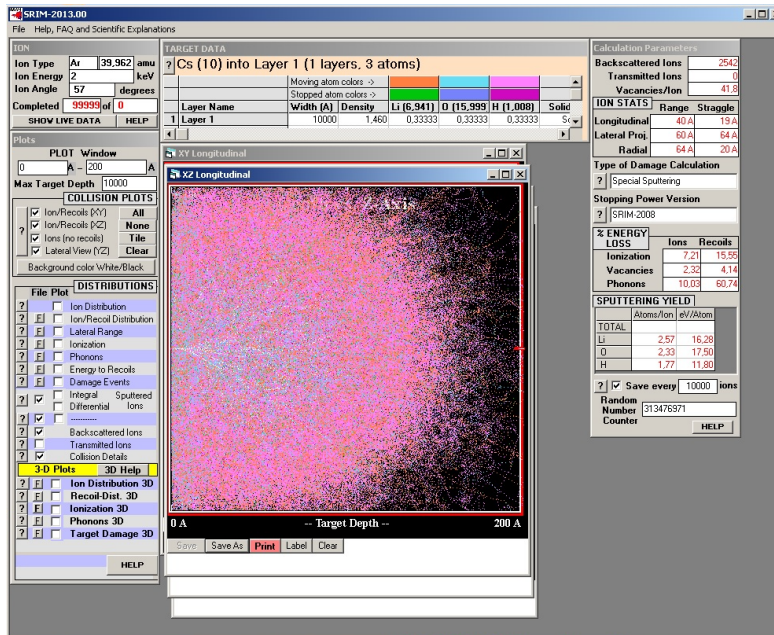 SRIM-2013.00
File Help, FAQ and Scientific Explanations
ION
Ion Type Ar 39,962 amu
Ion Energy 2 keV
Ion Angle 57 degrees
Completed 99999 of 0
SHOW LIVE DATA HELP
TARGET DATA
? Cs (10) into Layer 1 (1 layers, 3 atoms)
Moving atom colors ->
Stopped atom colors ->
Layer Name Width (A) Density Li (6,941) O (15,999 H (1,008) Solid
1 Layer 1 10000 1,460 0,33333 0,33333 0,33333
Calculation Parameters
Backscattered Ions 2542
Transmitted Ions 0
Vacancies/Ion 41,8
ION STATS Range Straggle
Longitudinal 40 A 19 A
Lateral Proj. 60 A 64 A
Radial 64 A 20 A
Type of Damage Calculation
? Special Sputtering
Stopping Power Version
? SRIM-2008
% ENERGY LOSS Ions Recoils
Ionization 7,21 15,55
Vacancies 2,32 4,14
Phonons 10,03 60,74
SPUTTERING YIELD
Atoms/Ion eV/Atom
TOTAL
Li 2,57 16,28
O 2,33 17,50
H 1,77 11,80
? Save every 10000 ions
Random Number Counter 313476971
HELP
Plots
PLOT Window
0 A - 200 A
Max Target Depth 10000
COLLISION PLOTS
Ion/Recoils (XY) All
Ion/Recoils (XZ) None
? Ions (no recoils) Tile
Lateral View (YZ) Clear
Background color White/Black
DISTRIBUTIONS
File Plot
? Ion Distribution
? F Ion/Recoil Distribution
? F Lateral Range
? F Ionization
? F Phonons
? F Energy to Recoils
? F Damage Events
? Integral Sputtered
Differential Ions
? -----------
? Backscattered Ions
? Transmitted Ions
? Collision Details
3-D Plots 3D Help
? F Ion Distribution 3D
? F Recoil-Dist. 3D
? F Ionization 3D
? F Phonons 3D
? F Target Damage 3D
HELP
XY Longitudinal
XZ Longitudinal
Z Axis
0 A -- Target Depth -- 200 A
Save Save As Print Label Clear